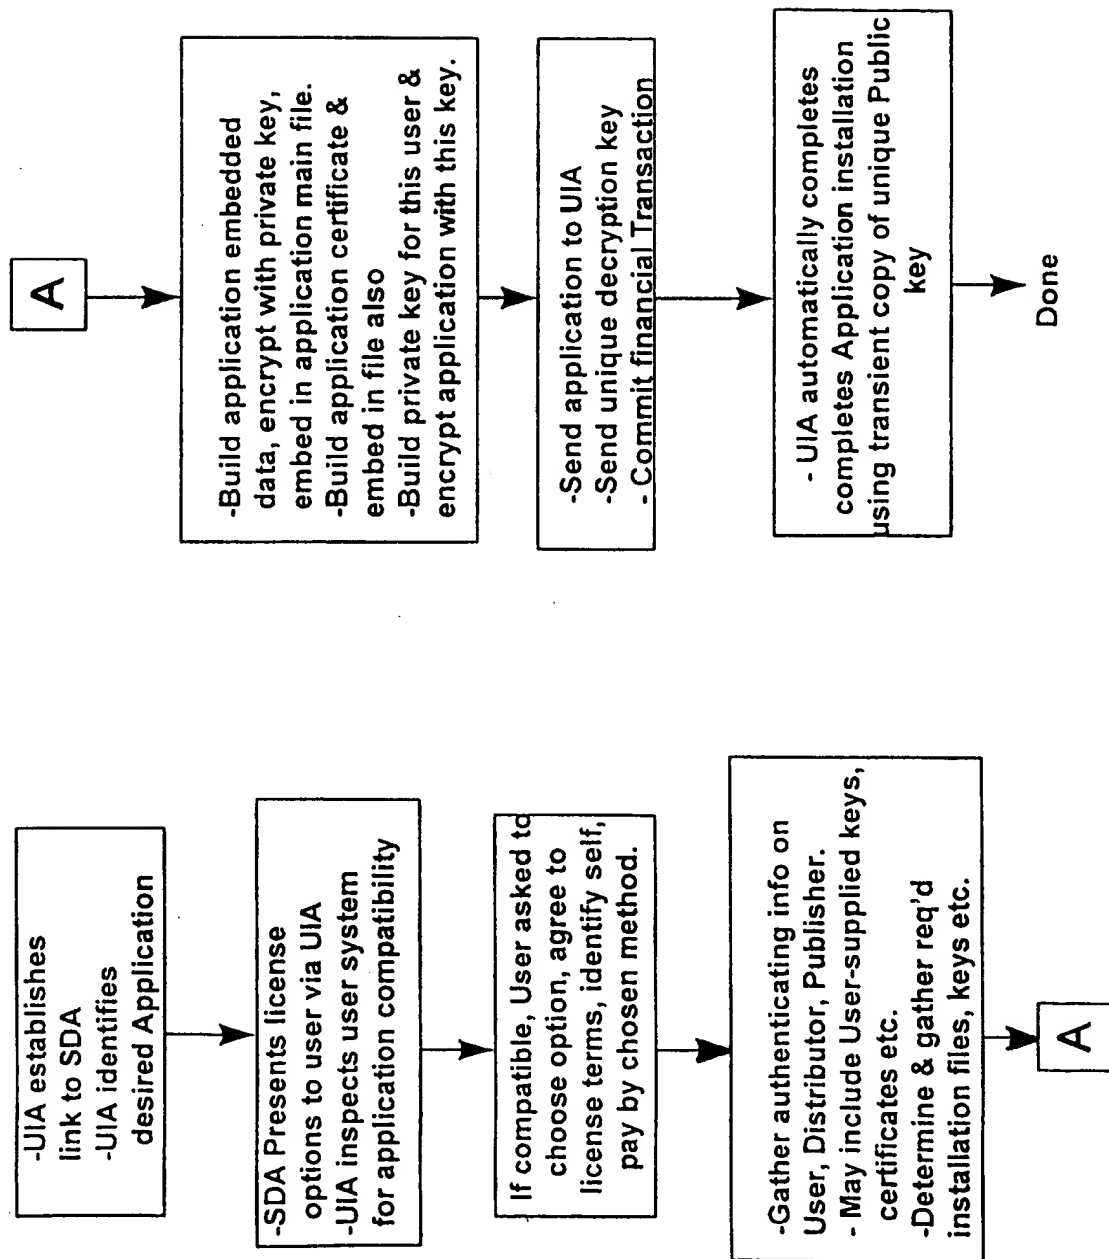 -UIA establishes
link to SDA
-UIA identifies
desired Application
-SDA Presents license
options to user via UIA
-UIA inspects user system
for application compatibility
If compatible, User asked to
choose option, agree to
license terms, identify self,
pay by chosen method.
-Gather authenticating info on
User, Distributor, Publisher.
- May include User-supplied keys,
certificates etc.
-Determine & gather req'd
installation files, keys etc.
A
A
-Build application embedded
data, encrypt with private key,
embed in application main file.
-Build application certificate &
embed in file also
-Build private key for this user &
encrypt application with this key.
-Send application to UIA
-Send unique decryption key
- Commit financial Transaction
- UIA automatically completes
completes Application installation
using transient copy of unique Public
key
Done